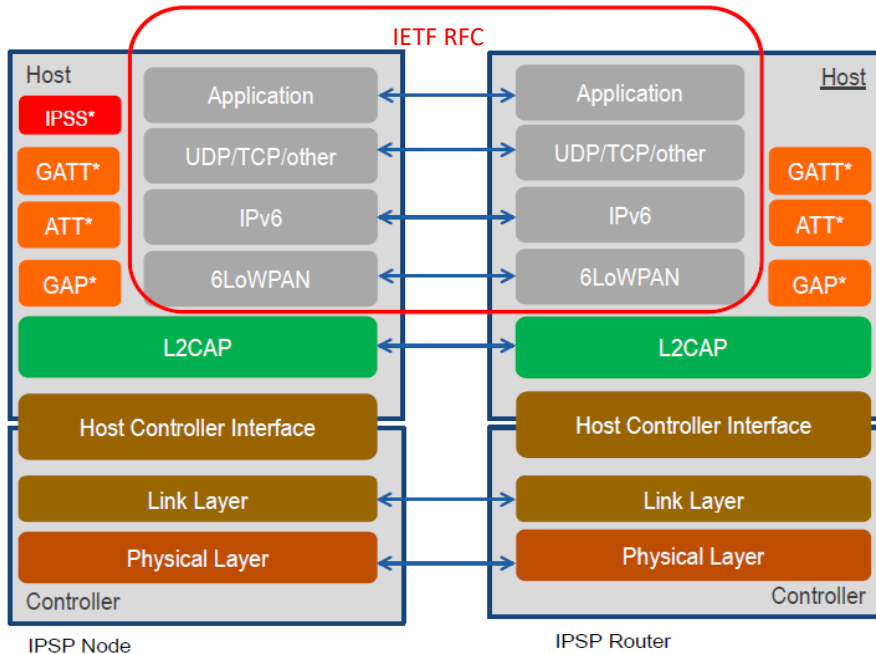 IETF RFC
Host
IPSS*
GATT*
ATT*
GAP*
Application
UDP/TCP/other
IPv6
6LoWPAN
L2CAP
Host Controller Interface
Link Layer
Physical Layer
Controller
IPSP Node
Host
Application
UDP/TCP/other
IPv6
6LoWPAN
GATT*
ATT*
GAP*
L2CAP
Host Controller Interface
Link Layer
Physical Layer
Controller
IPSP Router